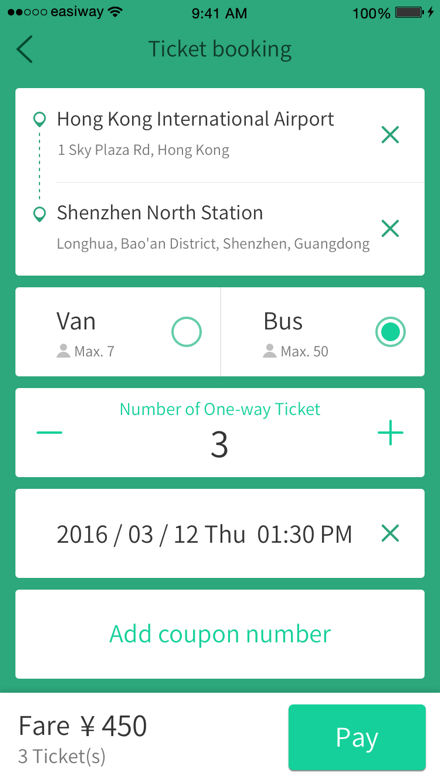 easiway 9:41 AM 100%
Ticket booking
Hong Kong International Airport
1 Sky Plaza Rd, Hong Kong
Shenzhen North Station
Longhua, Bao'an District, Shenzhen, Guangdong
Van Bus
Max. 7 Max. 50
Number of One-way Ticket
3
2016 / 03 / 12 Thu 01:30 PM
Add coupon number
Fare ¥ 450
3 Ticket(s)
Pay